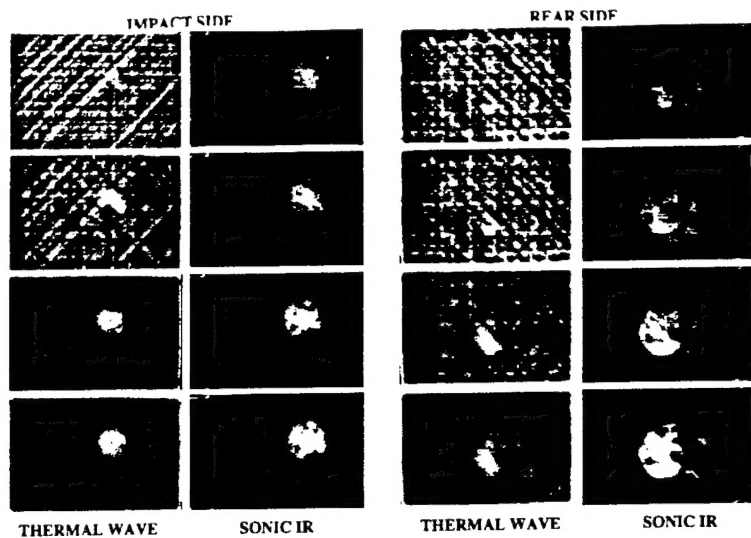 IMPACT SIDE
REAR SIDE
THERMAL WAVE
SONIC IR
THERMAL WAVE
SONIC IR